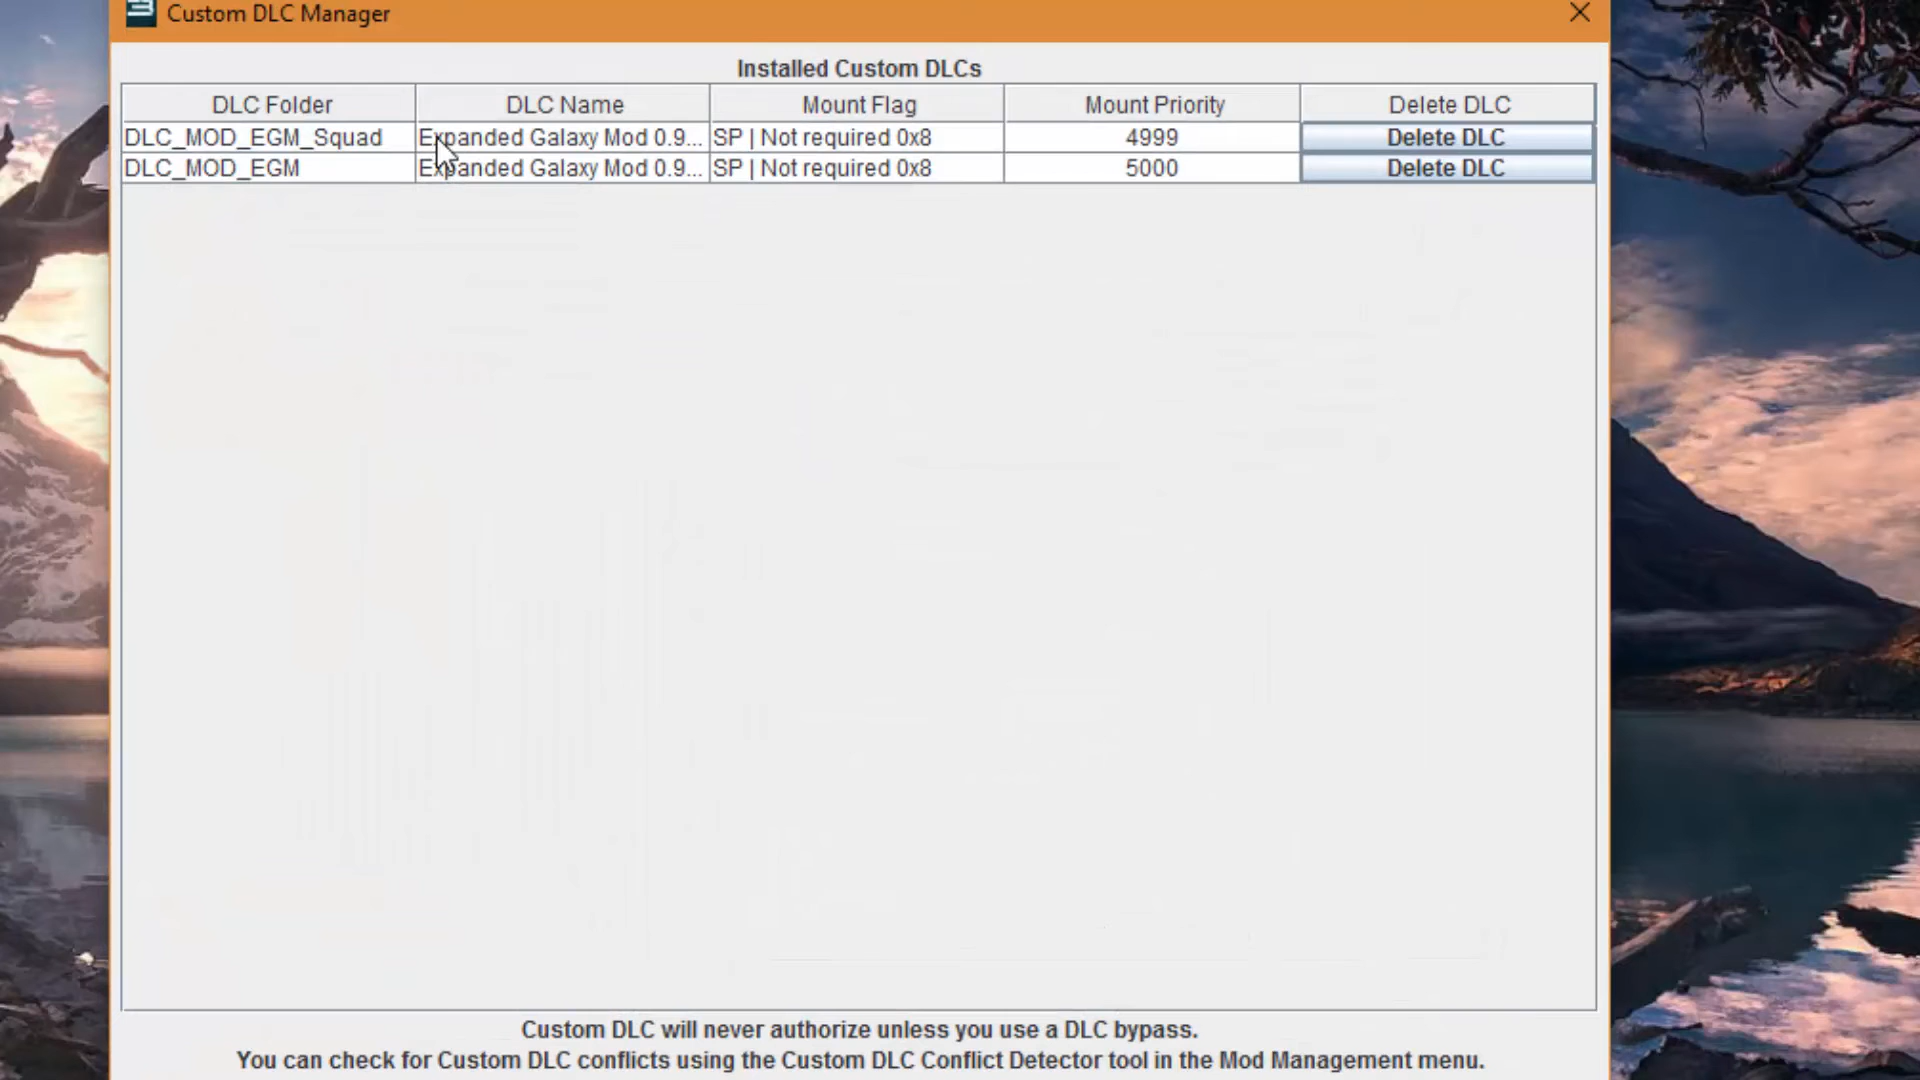 Custom DLC Manager
Installed Custom DLCs
DLC Folder DLC Name Mount Flag Mount Priority Delete DLC
DLC_MOD_EGM_Squad Expanded Galaxy Mod 0.9... SP | Not required 0x8 4999 Delete DLC
DLC_MOD_EGM Expanded Galaxy Mod 0.9... SP | Not required 0x8 5000 Delete DLC
Custom DLC will never authorize unless you use a DLC bypass.
You can check for Custom DLC conflicts using the Custom DLC Conflict Detector tool in the Mod Management menu.